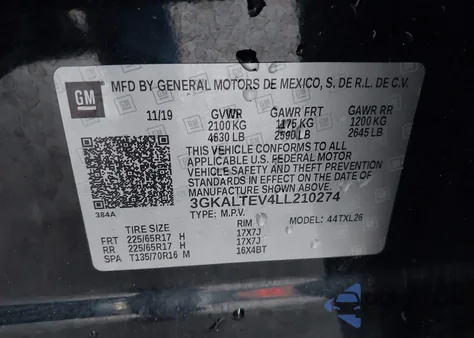 GM
MFD BY GENERAL MOTORS DE MEXICO, S. DE R.L. DE C.V.
11/19 GVWR GAWR FRT GAWR RR
2100 KG 1175 KG 1200 KG
4630 LB 2590 LB 2645 LB
THIS VEHICLE CONFORMS TO ALL
APPLICABLE U.S. FEDERAL MOTOR
VEHICLE SAFETY AND THEFT
PREVENTION STANDARDS IN EFFECT ON
THE DATE OF MANUFACTURE SHOWN ABOVE.
3GKALTEV4LL210274
384A
TYPE: M.P.V. MODEL: 44TXL26
TIRE SIZE RIM
FRT 225/65R17 H 17X7J
RR 225/65R17 H 17X7J
SPA T135/70R16 M 16X4BT